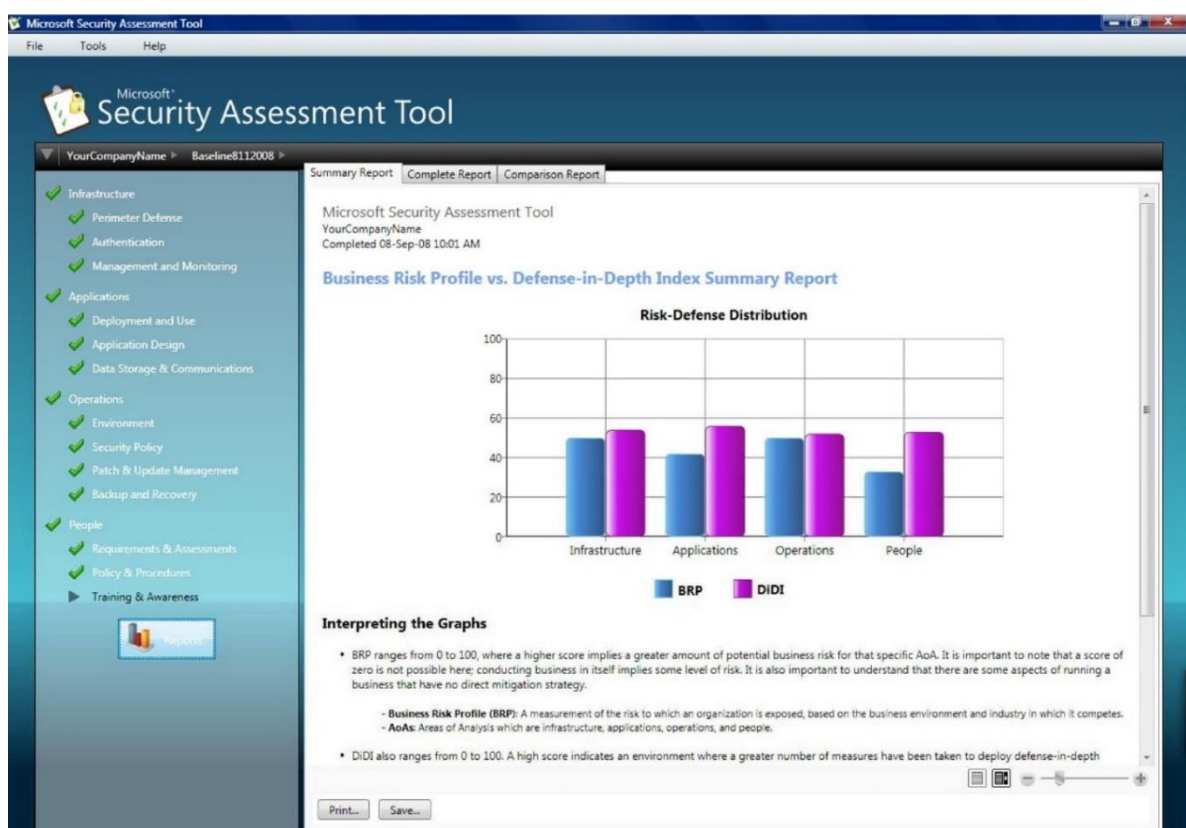 Microsoft Security Assessment Tool
File Tools Help
Microsoft®
Security Assessment Tool
YourCompanyName Baseline8112008
Infrastructure
Perimeter Defense
Authentication
Management and Monitoring
Applications
Deployment and Use
Application Design
Data Storage & Communications
Operations
Environment
Security Policy
Patch & Update Management
Backup and Recovery
People
Requirements & Assessments
Policy & Procedures
Training & Awareness
Reports
Summary Report Complete Report Comparison Report
Microsoft Security Assessment Tool
YourCompanyName
Completed 08-Sep-08 10:01 AM
Business Risk Profile vs. Defense-in-Depth Index Summary Report
Risk-Defense Distribution
100
80
60
40
20
0
Infrastructure Applications Operations People
BRP DiDI
Interpreting the Graphs
• BRP ranges from 0 to 100, where a higher score implies a greater amount of potential business risk for that specific AoA. It is important to note that a score of
zero is not possible here; conducting business in itself implies some level of risk. It is also important to understand that there are some aspects of running a
business that have no direct mitigation strategy.
- Business Risk Profile (BRP): A measurement of the risk to which an organization is exposed, based on the business environment and industry in which it competes.
- AoAs: Areas of Analysis which are infrastructure, applications, operations, and people.
• DiDI also ranges from 0 to 100. A high score indicates an environment where a greater number of measures have been taken to deploy defense-in-depth
Print... Save...